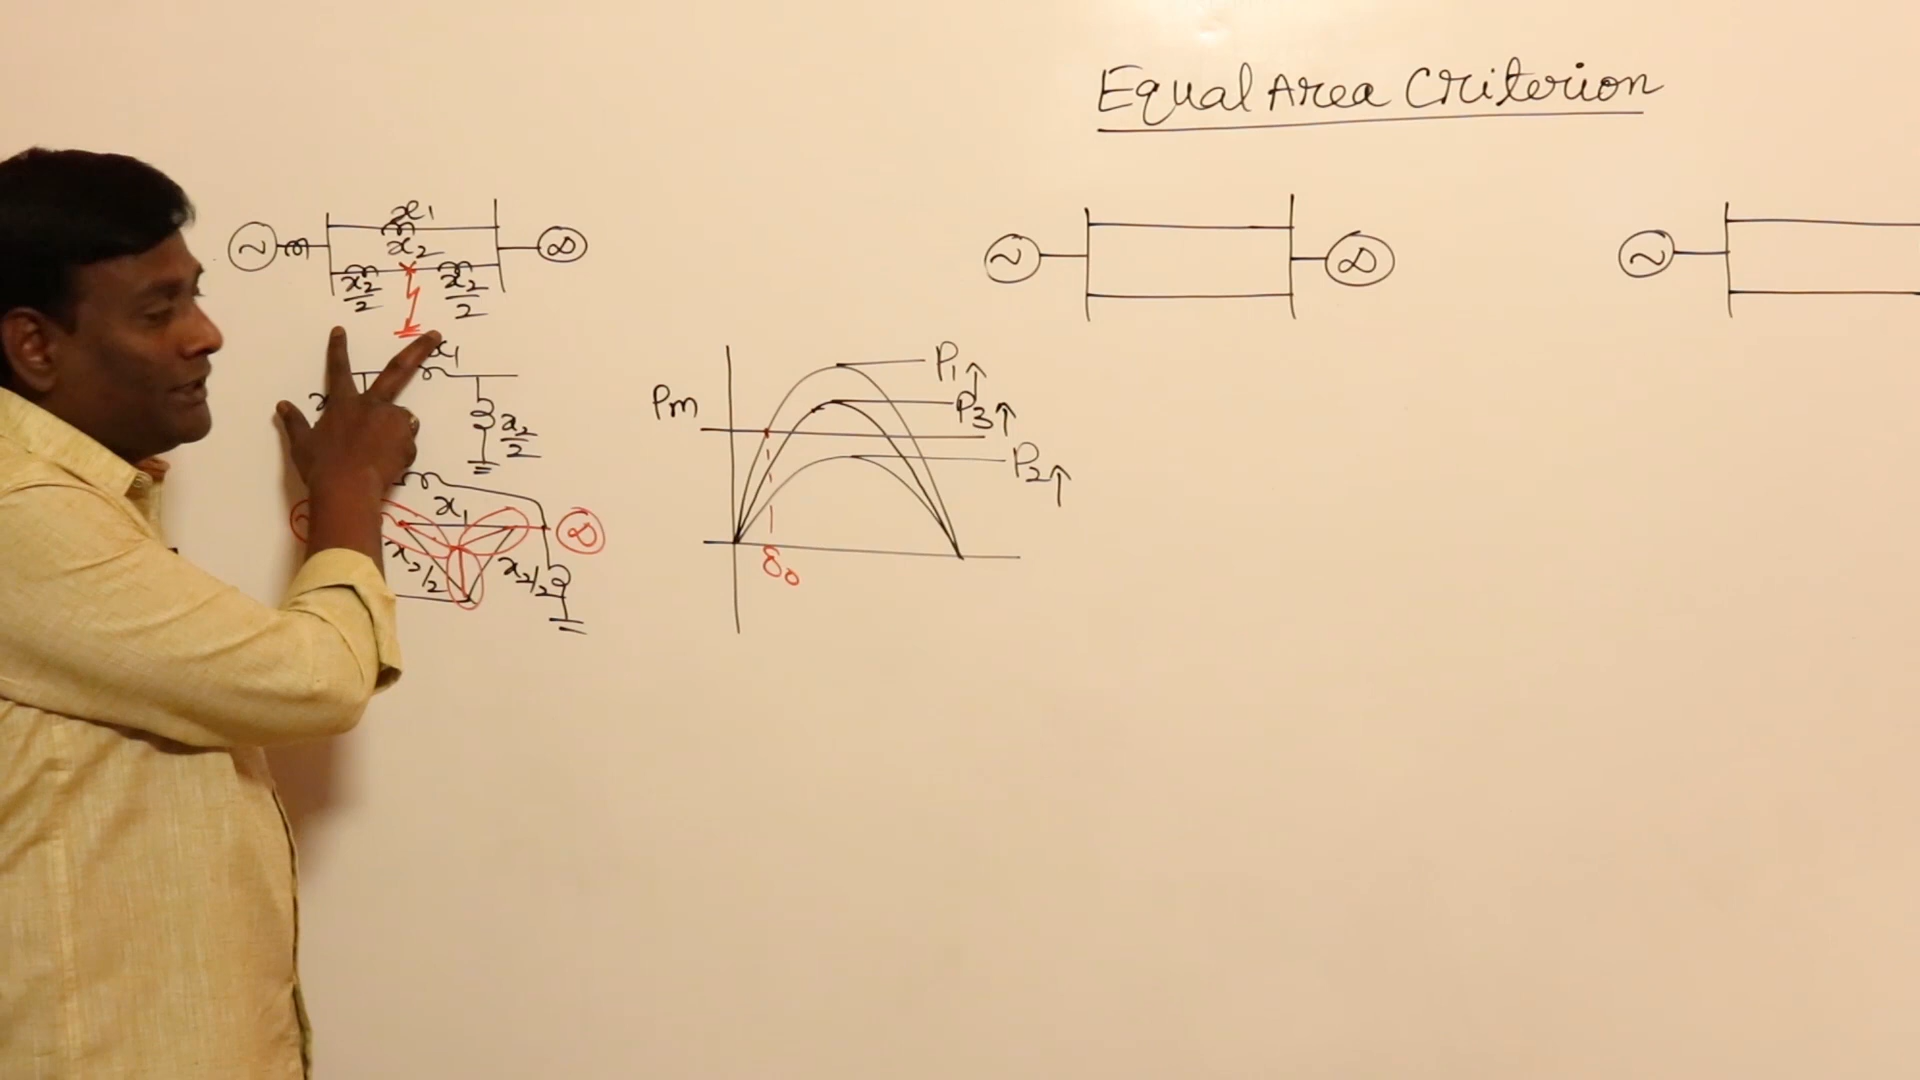 Equal Area Criterion
x1
x2
~
∞
x2/2
x2/2
x1
x2/2
x1
∞
x2/2
x2/2
Pm
P1↑
P3↑
P2↑
δ0
~
∞
~